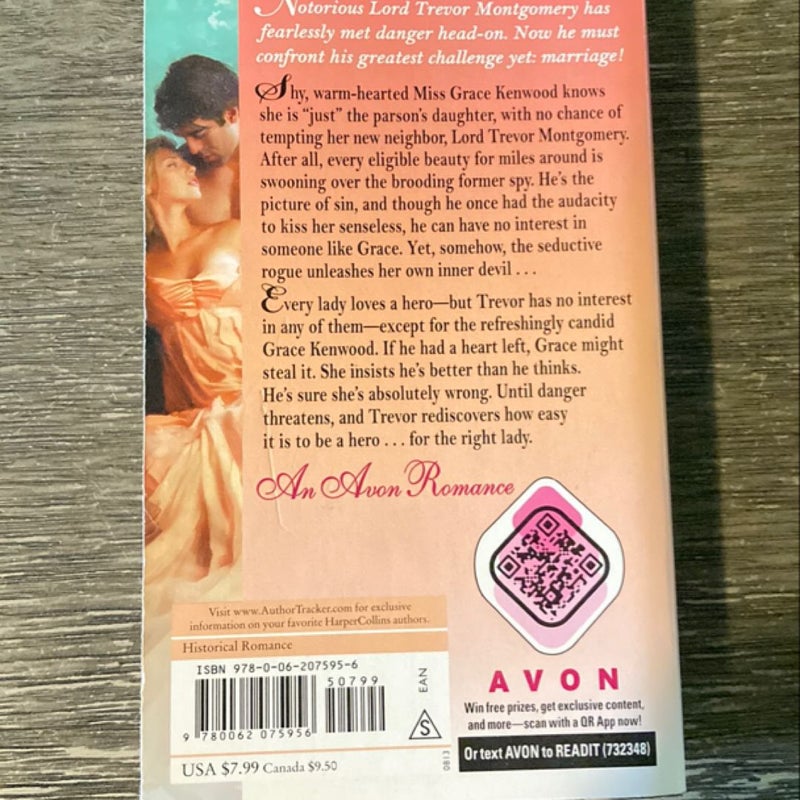 Notorious Lord Trevor Montgomery has
fearlessly met danger head-on. Now he must
confront his greatest challenge yet: marriage!
Shy, warm-hearted Miss Grace Kenwood knows
she is “just” the parson’s daughter, with no chance of
tempting her new neighbor, Lord Trevor Montgomery.
After all, every eligible beauty for miles around is
swooning over the brooding former spy. He’s the
picture of sin, and though he once had the audacity
to kiss her senseless, he can have no interest in
someone like Grace. Yet, somehow, the seductive
rogue unleashes her own inner devil . . .
Every lady loves a hero—but Trevor has no interest
in any of them—except for the refreshingly candid
Grace Kenwood. If he had a heart left, Grace might
steal it. She insists he’s better than he thinks.
He’s sure she’s absolutely wrong. Until danger
threatens, and Trevor rediscovers how easy
it is to be a hero . . . for the right lady.
An Avon Romance
Visit www.AuthorTracker.com for exclusive
information on your favorite HarperCollins authors.
Historical Romance
ISBN 978-0-06-207595-6
50799
9 780062 075956
EAN
S
0813
USA $7.99 Canada $9.50
AVON
Win free prizes, get exclusive content,
and more—scan with a QR App now!
Or text AVON to READIT (732348)